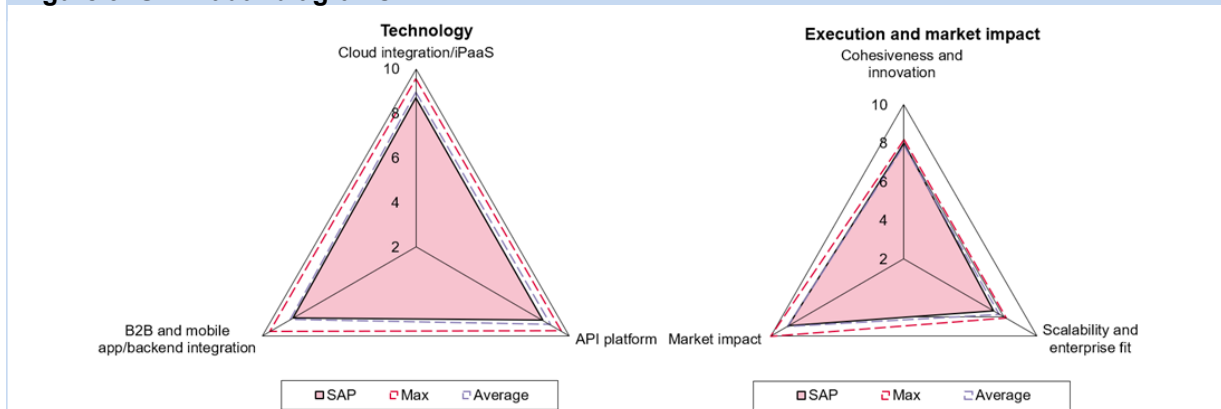 Technology
Cloud integration/iPaaS
10
8
6
4
2
B2B and mobile
app/backend integration
API platform
SAP Max Average
Execution and market impact
Cohesiveness and
innovation
10
8
6
4
2
Market impact
Scalability and
enterprise fit
SAP Max Average